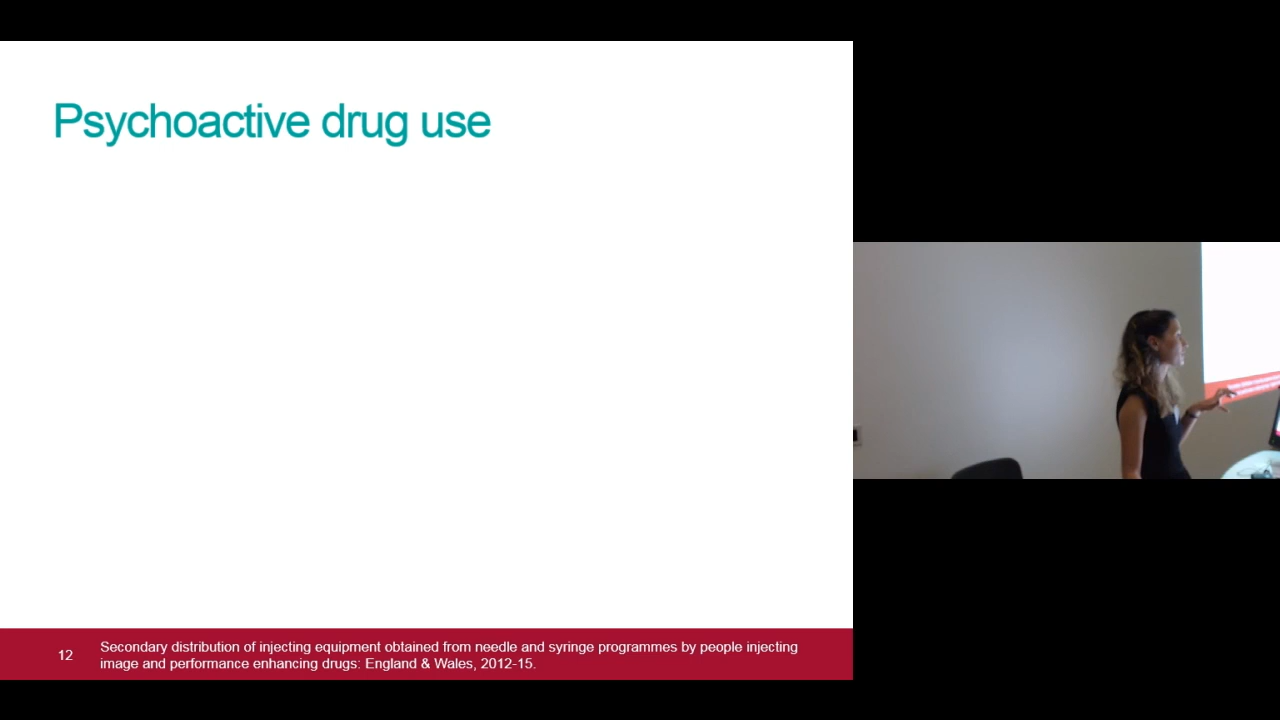 Psychoactive drug use
12
Secondary distribution of injecting equipment obtained from needle and syringe programmes by people injecting
image and performance enhancing drugs: England & Wales, 2012-15.